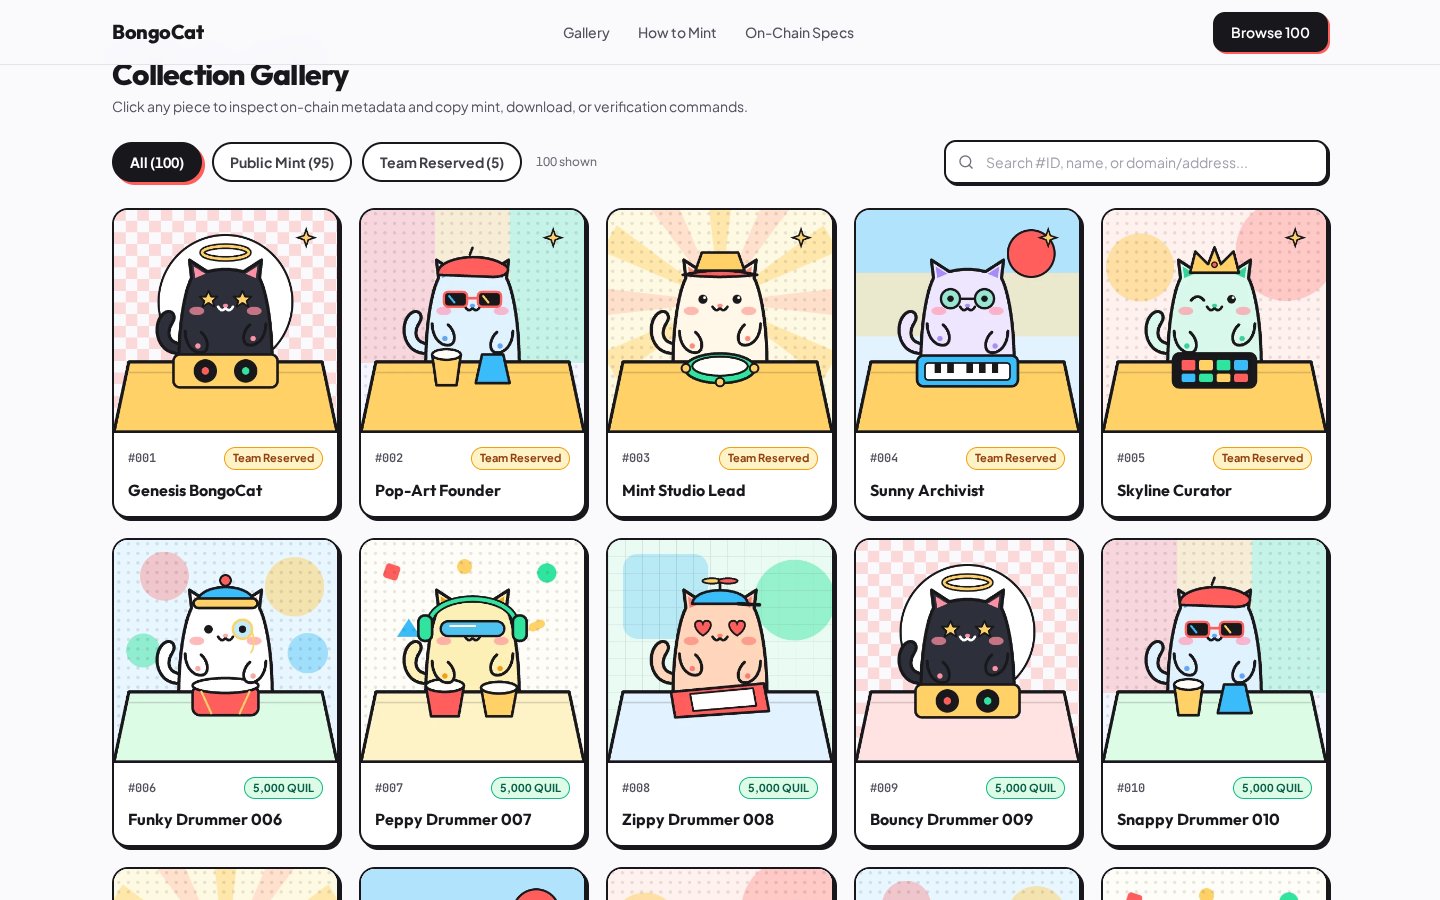 BongoCat
Gallery
How to Mint
On-Chain Specs
Browse 100
Collection Gallery
Click any piece to inspect on-chain metadata and copy mint, download, or verification commands.
All (100)
Public Mint (95)
Team Reserved (5)
100 shown
Search #ID, name, or domain/address...
#001
Team Reserved
Genesis BongoCat
#002
Team Reserved
Pop-Art Founder
#003
Team Reserved
Mint Studio Lead
#004
Team Reserved
Sunny Archivist
#005
Team Reserved
Skyline Curator
#006
5,000 QUIL
Funky Drummer 006
#007
5,000 QUIL
Peppy Drummer 007
#008
5,000 QUIL
Zippy Drummer 008
#009
5,000 QUIL
Bouncy Drummer 009
#010
5,000 QUIL
Snappy Drummer 010